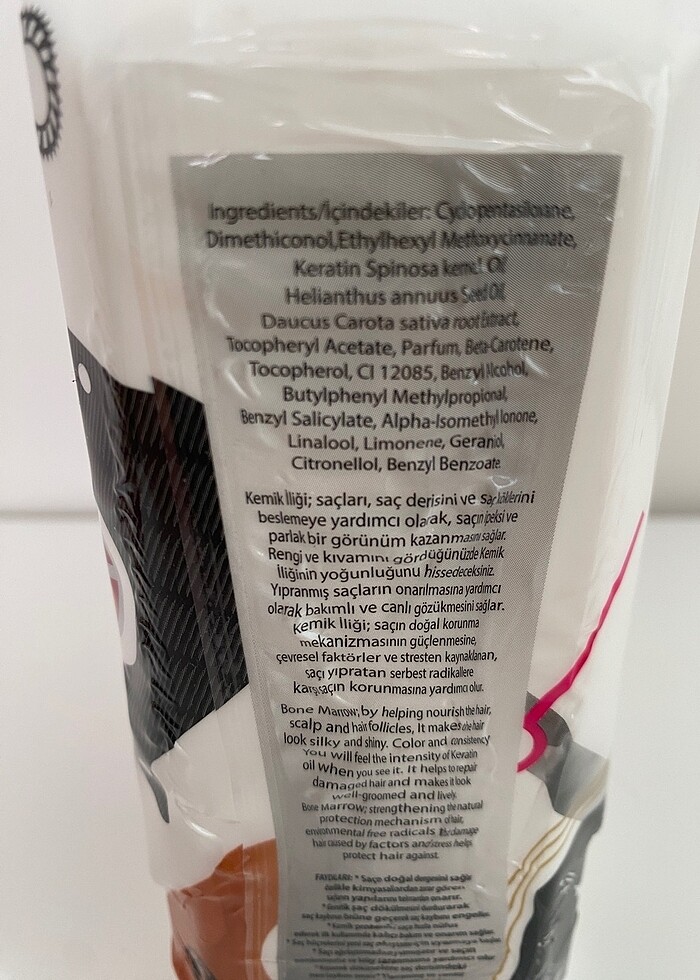 Ingredients/İçindekiler: Cyclopentasiloxane,
Dimethiconol,Ethylhexyl Methoxycinnamate,
Keratin Spinosa kernel Oil
Helianthus annuus Seed Oil
Daucus Carota sativa root Extract,
Tocopheryl Acetate, Parfum, Beta-Carotene,
Tocopherol, CI 12085, Benzyl Alcohol,
Butylphenyl Methylpropional,
Benzyl Salicylate, Alpha-Isomethyl Ionone,
Linalool, Limonene, Geraniol,
Citronellol, Benzyl Benzoate
Kemik İliği; saçları, saç derisini ve saç köklerini
beslemeye yardımcı olarak, saçın ipeksi ve
parlak bir görünüm kazanmasını sağlar.
Rengi ve kıvamını gördüğünüzde Kemik
İliğinin yoğunluğunu hissedeceksiniz.
Yıpranmış saçların onarılmasına yardımcı
olarak bakımlı ve canlı gözükmesini sağlar.
Kemik İliği; saçın doğal korunma
mekanizmasının güçlenmesine,
çevresel faktörler ve stresten kaynaklanan,
saçı yıpratan serbest radikallere
karşı saçın korunmasına yardımcı olur.
Bone Marrow; by helping nourish the hair,
scalp and hair follicles, It makes the hair
look silky and shiny. Color and consistency
You will feel the intensity of Keratin
oil when you see it. It helps to repair
damaged hair and makes it look
well-groomed and lively.
Bone Marrow; strengthening the natural
protection mechanism of hair,
environmental free radicals the damage
hair caused by factors and stress helps
protect hair against
FAYDLARI: * Saçın doğal dengesini sağlar